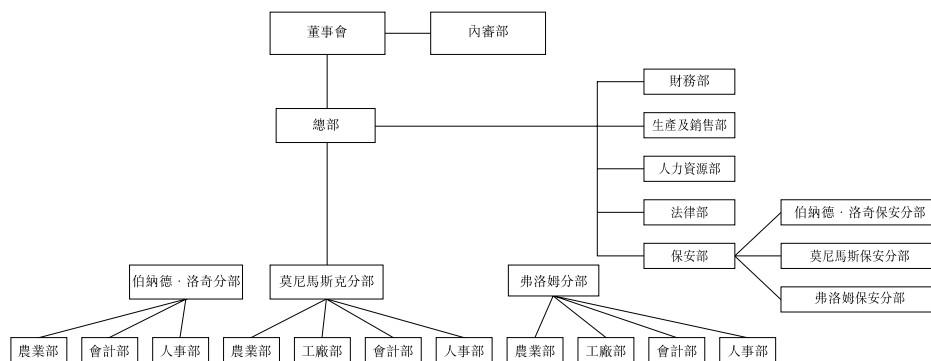 董事會
內審部
總部
財務部
生產及銷售部
人力資源部
法律部
保安部
伯納德·洛奇保安分部
莫尼馬斯保安分部
弗洛姆保安分部
伯納德·洛奇分部
莫尼馬斯克分部
弗洛姆分部
農業部
會計部
人事部
農業部
工廠部
會計部
人事部
農業部
工廠部
會計部
人事部